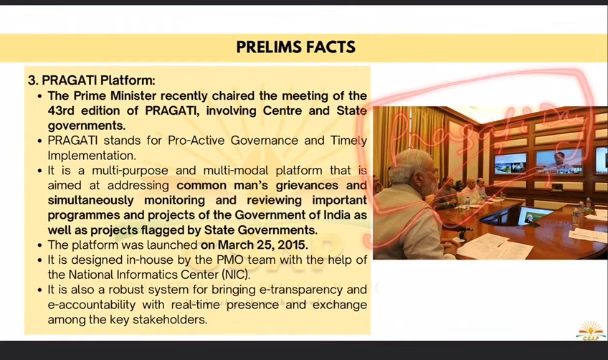 PRELIMS FACTS
3. PRAGATI Platform:
• The Prime Minister recently chaired the meeting of the
43rd edition of PRAGATI, involving Centre and State
governments.
• PRAGATI stands for Pro-Active Governance and Timely
Implementation.
• It is a multi-purpose and multi-modal platform that is
aimed at addressing common man's grievances and
simultaneously monitoring and reviewing important
programmes and projects of the Government of India as
well as projects flagged by State Governments.
• The platform was launched on March 25, 2015.
• It is designed in-house by the PMO team with the help of
the National Informatics Center (NIC).
• It is also a robust system for bringing e-transparency and
e-accountability with real-time presence and exchange
among the key stakeholders.